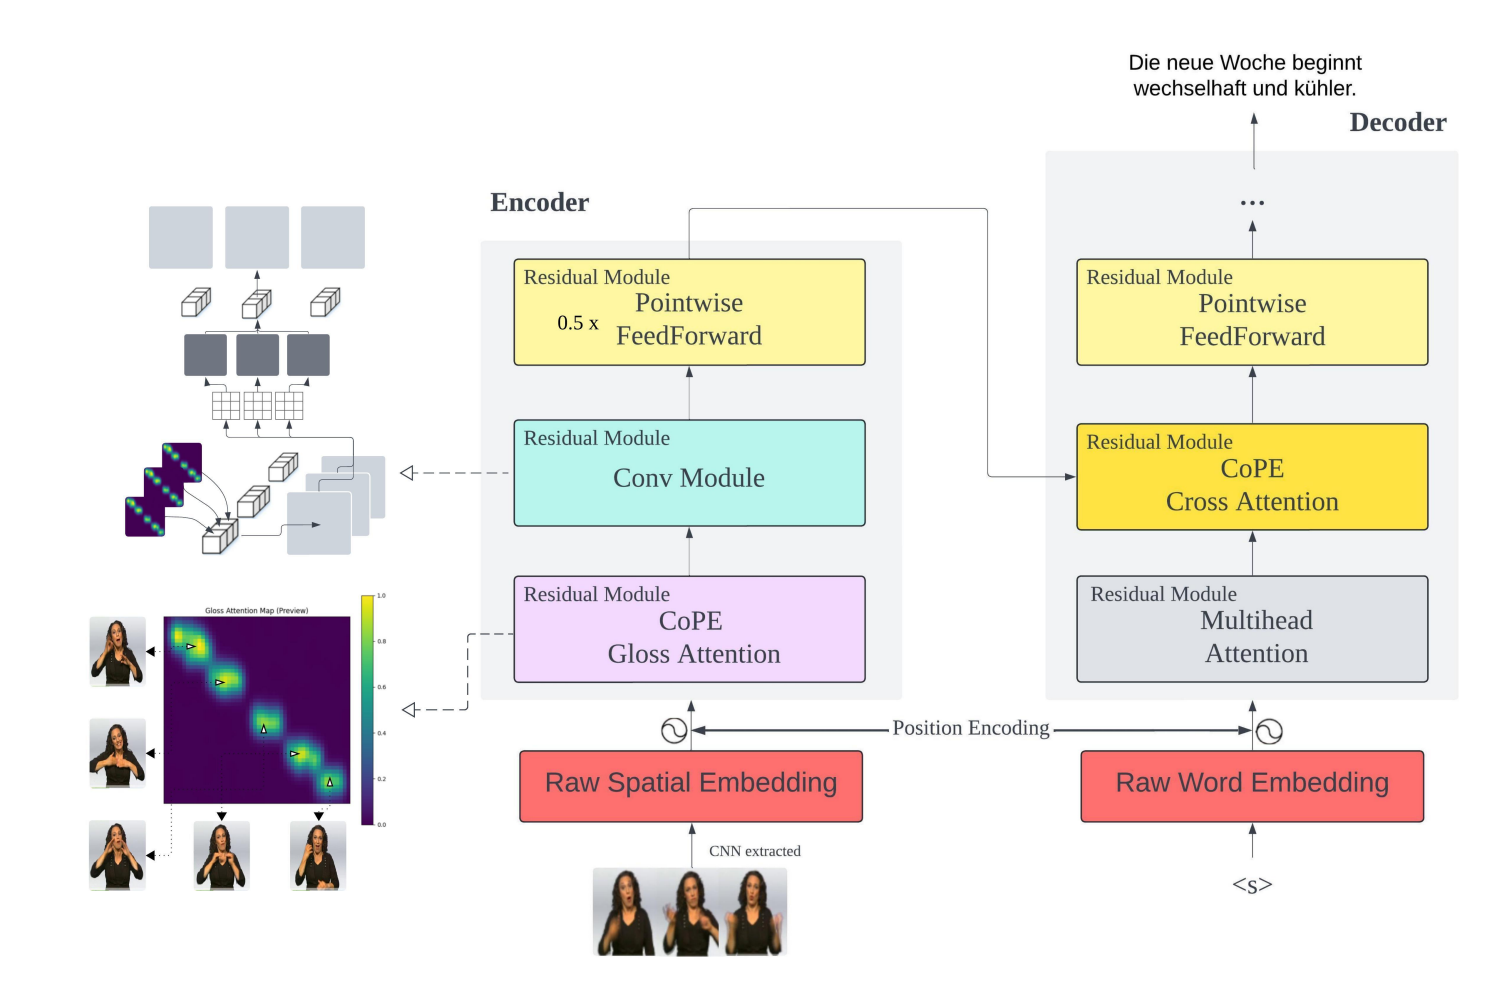 Die neue Woche beginnt
wechselhaft und kühler.
Decoder
...
Residual Module
Pointwise
FeedForward
Residual Module
CoPE
Cross Attention
Residual Module
Multihead
Attention
Position Encoding
Raw Word Embedding
<s>
Encoder
Residual Module
Pointwise
0.5 x
FeedForward
Residual Module
Conv Module
Residual Module
CoPE
Gloss Attention
Raw Spatial Embedding
CNN extracted
Gloss Attention Map (Preview)
1.0
0.8
0.6
0.4
0.2
0.0